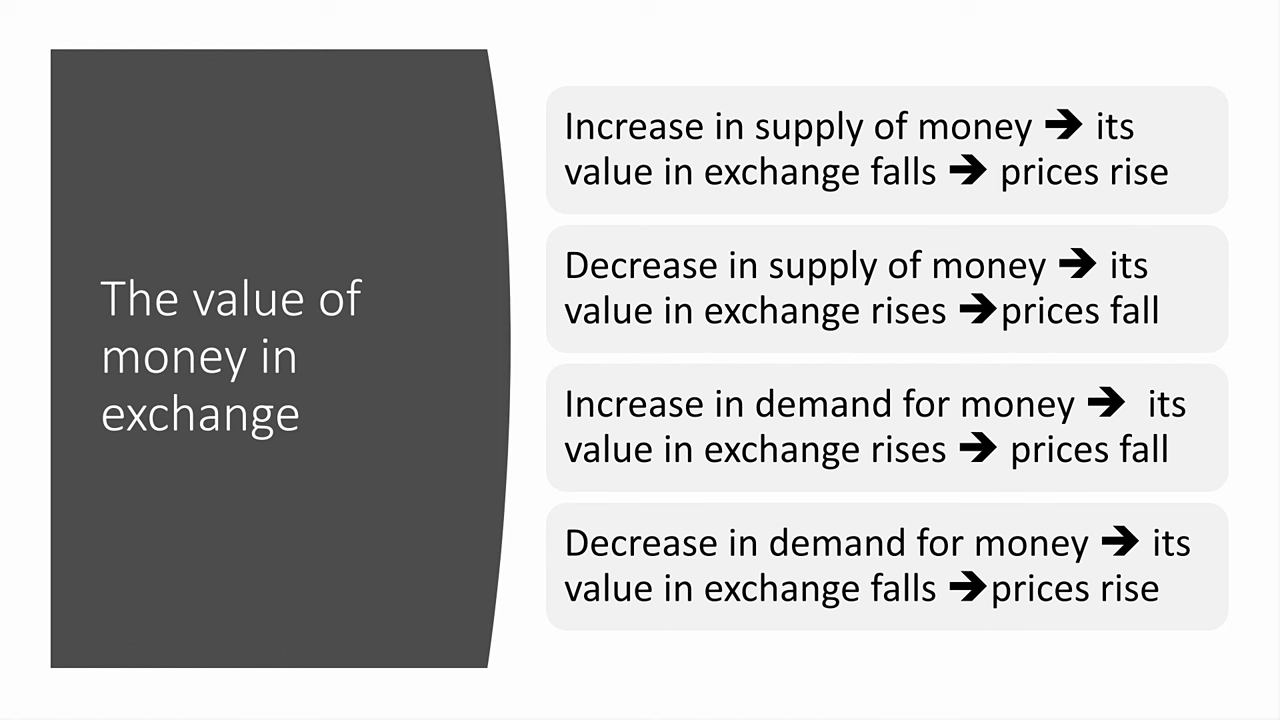 The value of
money in
exchange
Increase in supply of money ➔ its
value in exchange falls ➔ prices rise
Decrease in supply of money ➔ its
value in exchange rises ➔prices fall
Increase in demand for money ➔ its
value in exchange rises ➔ prices fall
Decrease in demand for money ➔ its
value in exchange falls ➔prices rise